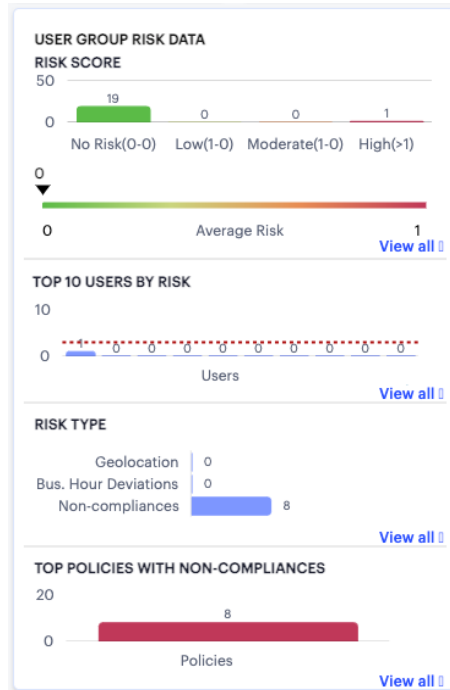 USER GROUP RISK DATA
RISK SCORE
50
19 0 0 1
0
No Risk(0-0) Low(1-0) Moderate(1-0) High(>1)
0
0 Average Risk 1
View all
TOP 10 USERS BY RISK
10
1 0 0 0 0 0 0 0 0 0
0
Users
View all
RISK TYPE
Geolocation 0
Bus. Hour Deviations 0
Non-compliances 8
View all
TOP POLICIES WITH NON-COMPLIANCES
20
8
0
Policies
View all